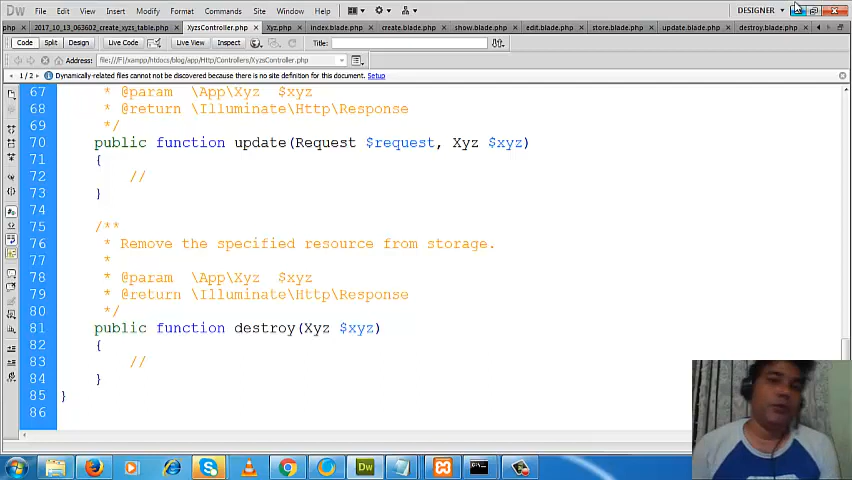 Dw File Edit View Insert Modify Format Commands Site Window Help DESIGNER
php × 2017_10_13_063602_create_xyzs_table.php × XyzsController.php × Xyz.php × index.blade.php × create.blade.php × show.blade.php × edit.blade.php × store.blade.php × update.blade.php × destroy.blade.php ×
Code Split Design Live Code Live View Inspect Title:
Address: file:///F|/xampp/htdocs/blog/app/Http/Controllers/XyzsController.php
1 / 2 Dynamically-related files cannot not be discovered because there is no site definition for this document. Setup
67 * @param \App\Xyz $xyz
68 * @return \Illuminate\Http\Response
69 */
70 public function update(Request $request, Xyz $xyz)
71 {
72 //
73 }
74
75 /**
76 * Remove the specified resource from storage.
77 *
78 * @param \App\Xyz $xyz
79 * @return \Illuminate\Http\Response
80 */
81 public function destroy(Xyz $xyz)
82 {
83 //
84 }
85 }
86
Dw